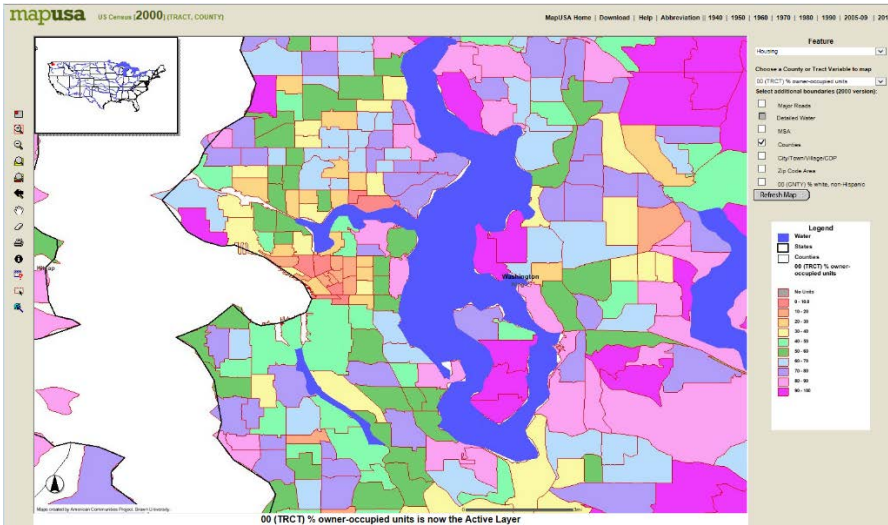 mapusa US Census [2000] (TRACT, COUNTY)
MapUSA Home | Download | Help | Abbreviation || 1940 | 1950 | 1960 | 1970 | 1980 | 1990 | 2005-09 | 201
Feature
Housing
Choose a County or Tract Variable to map
00 (TRCT) % owner-occupied units
Select additional boundaries (2000 version):
Major Roads
Detailed Water
MSA
Counties
City/Town/Village/CDP
Zip Code Area
00 (CNTY) % white, non-Hispanic
Refresh Map
Legend
Water
States
Counties
00 (TRCT) % owner-
occupied units
No Units
20 - 30
30 - 40
40 - 50
50 - 60
60 - 70
70 - 80
80 - 90
90 - 100
Washington
Maps created by American Communities Project, Brown University.
00 (TRCT) % owner-occupied units is now the Active Layer